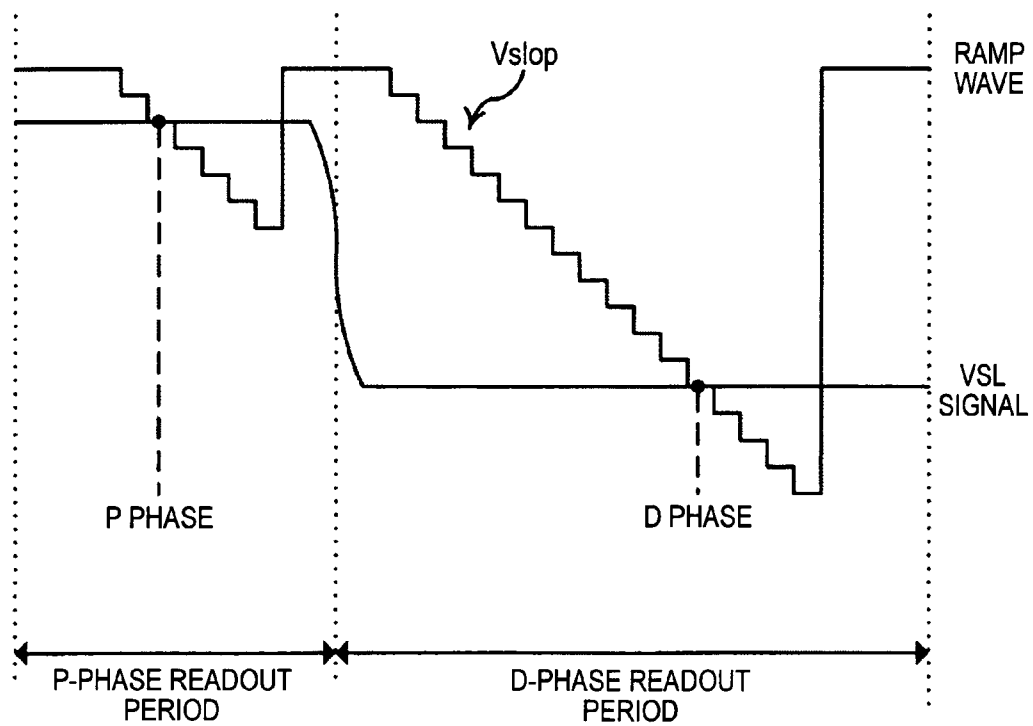 Vslop
RAMP
WAVE
VSL
SIGNAL
P PHASE
D PHASE
P-PHASE READOUT
PERIOD
D-PHASE READOUT
PERIOD